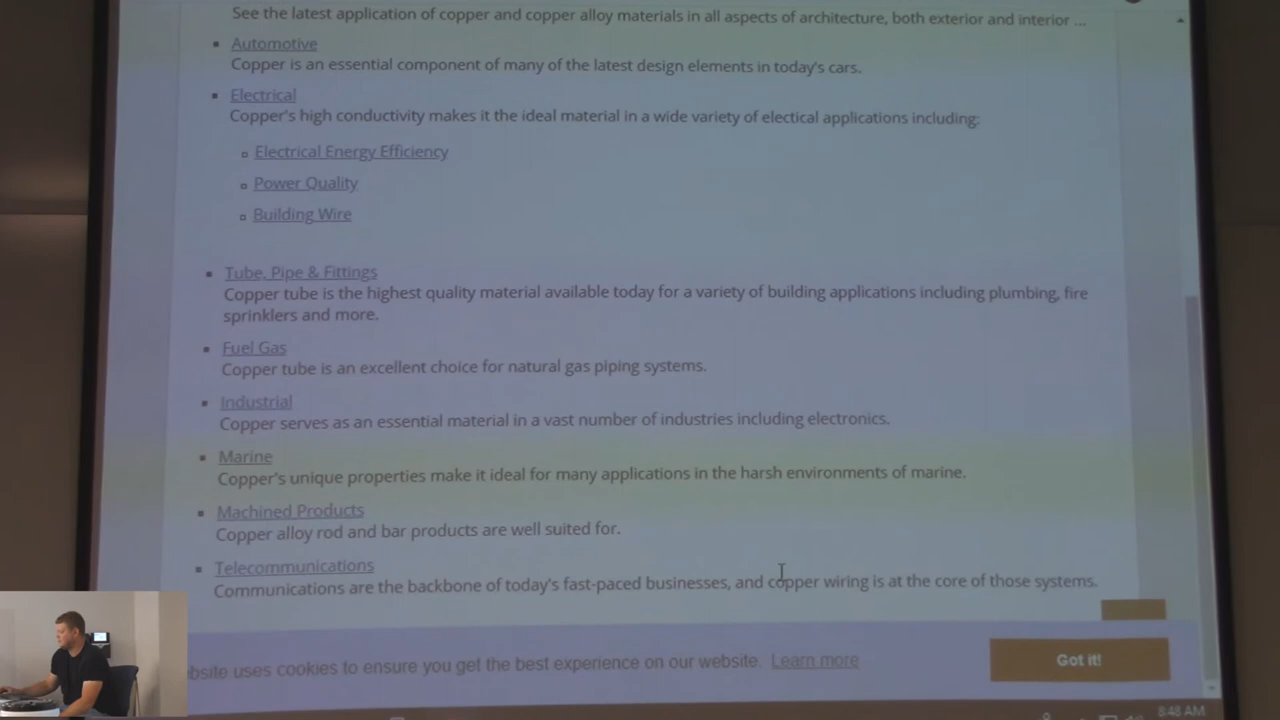 See the latest application of copper and copper alloy materials in all aspects of architecture, both exterior and interior ...
Automotive
Copper is an essential component of many of the latest design elements in today's cars.
Electrical
Copper's high conductivity makes it the ideal material in a wide variety of electical applications including:
Electrical Energy Efficiency
Power Quality
Building Wire
Tube, Pipe & Fittings
Copper tube is the highest quality material available today for a variety of building applications including plumbing, fire
sprinklers and more.
Fuel Gas
Copper tube is an excellent choice for natural gas piping systems.
Industrial
Copper serves as an essential material in a vast number of industries including electronics.
Marine
Copper's unique properties make it ideal for many applications in the harsh environments of marine.
Machined Products
Copper alloy rod and bar products are well suited for.
Telecommunications
Communications are the backbone of today's fast-paced businesses, and copper wiring is at the core of those systems.
bsite uses cookies to ensure you get the best experience on our website. Learn more
Got it!
8:48 AM